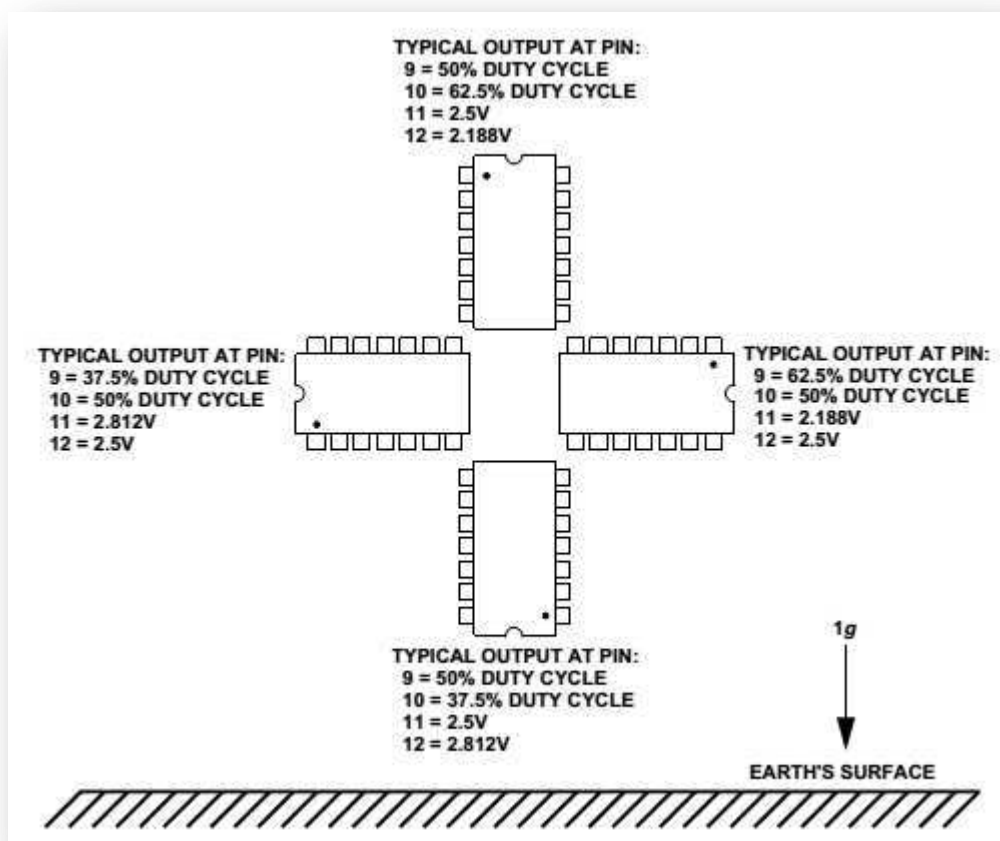 TYPICAL OUTPUT AT PIN:
9 = 50% DUTY CYCLE
10 = 62.5% DUTY CYCLE
11 = 2.5V
12 = 2.188V
TYPICAL OUTPUT AT PIN:
9 = 37.5% DUTY CYCLE
10 = 50% DUTY CYCLE
11 = 2.812V
12 = 2.5V
TYPICAL OUTPUT AT PIN:
9 = 62.5% DUTY CYCLE
10 = 50% DUTY CYCLE
11 = 2.188V
12 = 2.5V
TYPICAL OUTPUT AT PIN:
9 = 50% DUTY CYCLE
10 = 37.5% DUTY CYCLE
11 = 2.5V
12 = 2.812V
1g
EARTH'S SURFACE